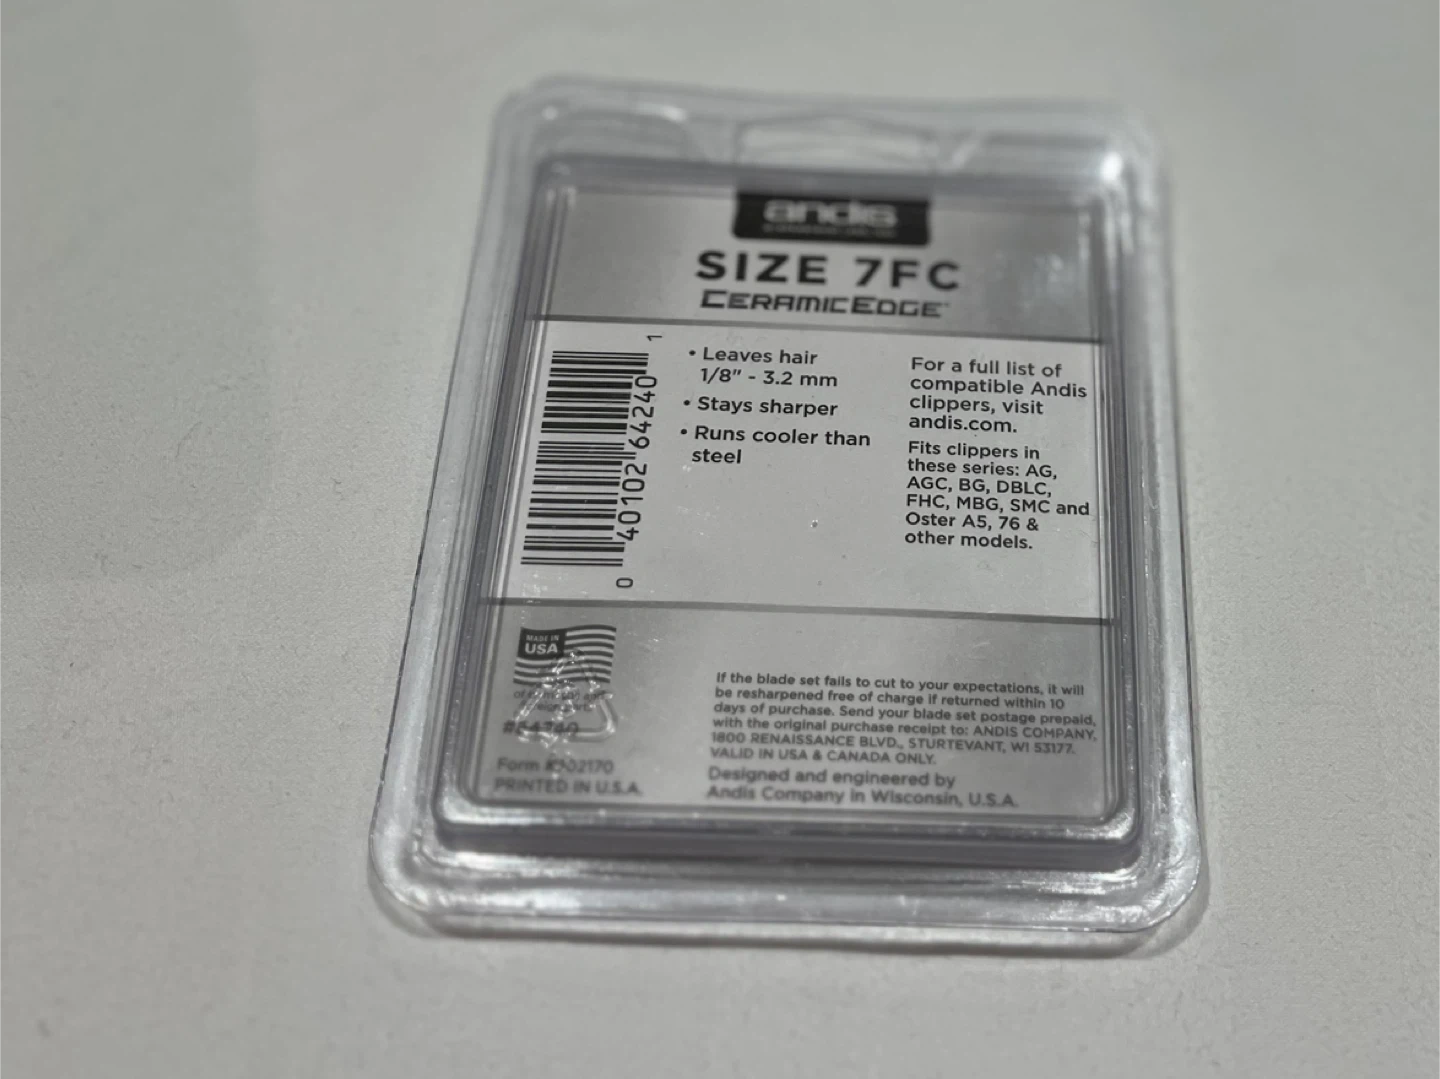 andis
SIZE 7FC
CERAMICEDGE
1
40102 64240
0
• Leaves hair
1/8" - 3.2 mm
• Stays sharper
• Runs cooler than
steel
For a full list of
compatible Andis
clippers, visit
andis.com.
Fits clippers in
these series: AG,
AGC, BG, DBLC,
FHC, MBG, SMC and
Oster A5, 76 &
other models.
MADE IN
USA
#64240
Form
PRINTED IN U.S.A.
If the blade set fails to cut to your expectations, it will
be resharpened free of charge if returned within 10
days of purchase. Send your blade set postage prepaid,
with the original purchase receipt to: ANDIS COMPANY,
1800 RENAISSANCE BLVD., STURTEVANT, WI 53177.
VALID IN USA & CANADA ONLY.
Designed and engineered by
Andis Company in Wisconsin, U.S.A.